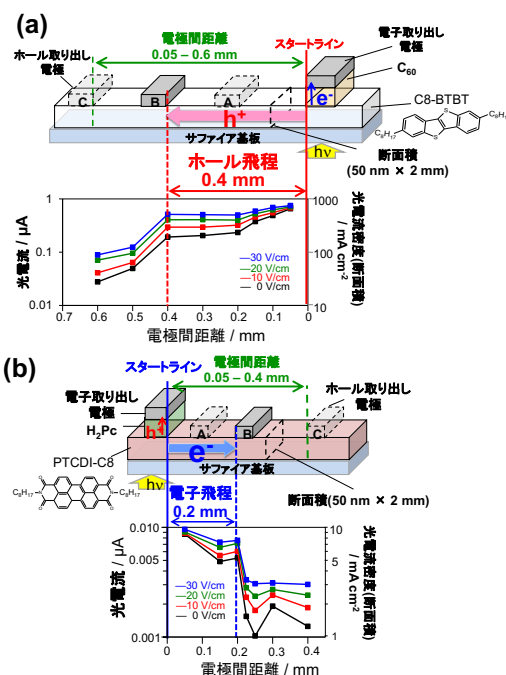 (a)
電極間距離
0.05 – 0.6 mm
スタートライン
電子取り出し
電極
ホール取り出し
電極
C60
C
B
A
e-
h+
C8-BTBT
C8H17
C8H17
S
S
サファイア基板
hν
断面積
(50 nm × 2 mm)
ホール飛程
0.4 mm
光電流 / μA
1
0.1
0.01
光電流密度(断面積)
/ mA cm-2
1000
100
10
30 V/cm
20 V/cm
10 V/cm
0 V/cm
0.7 0.6 0.5 0.4 0.3 0.2 0.1 0
電極間距離 / mm
(b)
スタートライン
電極間距離
0.05 – 0.4 mm
電子取り出し
電極
ホール取り出し
電極
H2Pc
h+
A
B
C
e-
PTCDI-C8
サファイア基板
hν
C8H17
N
N
C8H17
O
O
O
O
断面積(50 nm × 2 mm)
電子飛程
0.2 mm
光電流 / μA
0.010
0.005
0.001
光電流密度(断面積)
/ mA cm-2
10
5
1
30 V/cm
20 V/cm
10 V/cm
0 V/cm
0.0 0.1 0.2 0.3 0.4
電極間距離 / mm